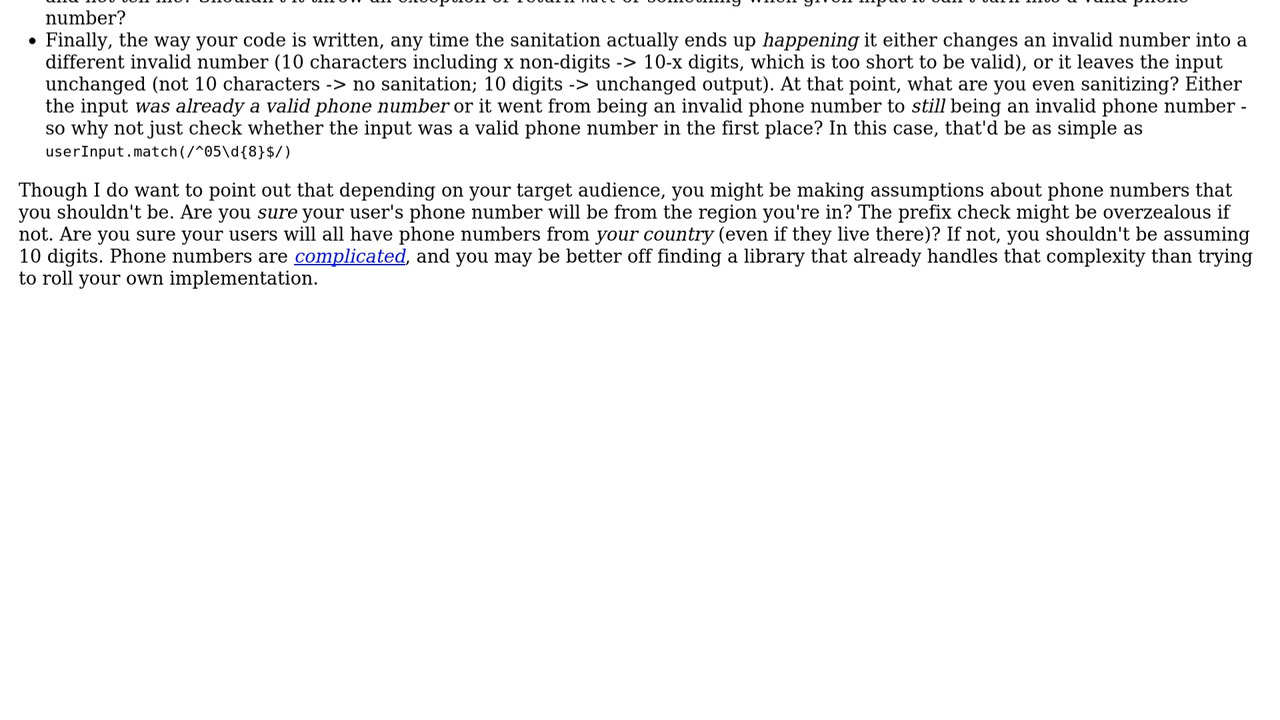 number?
• Finally, the way your code is written, any time the sanitation actually ends up happening it either changes an invalid number into a
different invalid number (10 characters including x non-digits -> 10-x digits, which is too short to be valid), or it leaves the input
unchanged (not 10 characters -> no sanitation; 10 digits -> unchanged output). At that point, what are you even sanitizing? Either
the input was already a valid phone number or it went from being an invalid phone number to still being an invalid phone number -
so why not just check whether the input was a valid phone number in the first place? In this case, that'd be as simple as
userInput.match(/^05\d{8}$/)
Though I do want to point out that depending on your target audience, you might be making assumptions about phone numbers that
you shouldn't be. Are you sure your user's phone number will be from the region you're in? The prefix check might be overzealous if
not. Are you sure your users will all have phone numbers from your country (even if they live there)? If not, you shouldn't be assuming
10 digits. Phone numbers are complicated, and you may be better off finding a library that already handles that complexity than trying
to roll your own implementation.